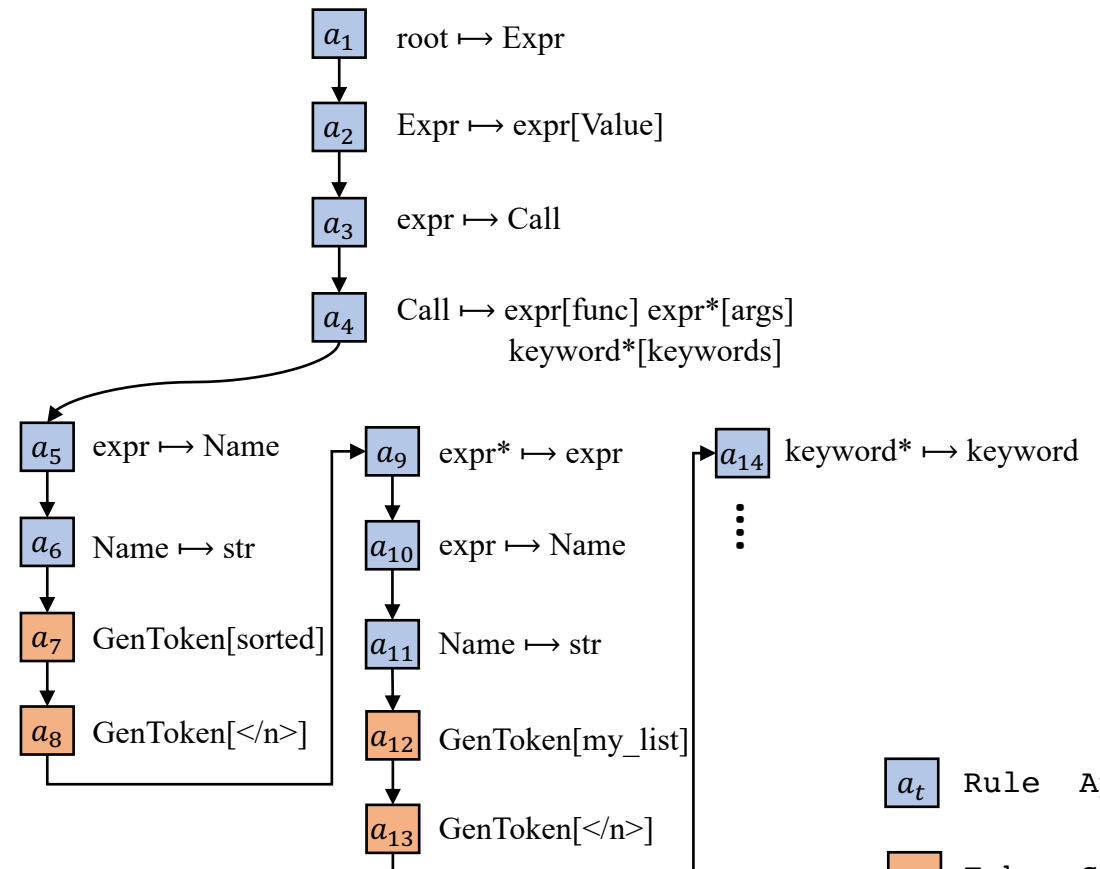 a1 root ↦ Expr
a2 Expr ↦ expr[Value]
a3 expr ↦ Call
a4 Call ↦ expr[func] expr*[args]
keyword*[keywords]
a5 expr ↦ Name
a6 Name ↦ str
a7 GenToken[sorted]
a8 GenToken[</n>]
a9 expr* ↦ expr
a10 expr ↦ Name
a11 Name ↦ str
a12 GenToken[my_list]
a13 GenToken[</n>]
a14 keyword* ↦ keyword
at Rule